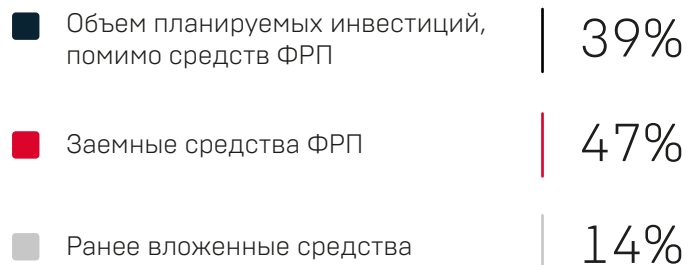 Объем планируемых инвестиций,
помимо средств ФРП
39%
Заемные средства ФРП
47%
Ранее вложенные средства
14%